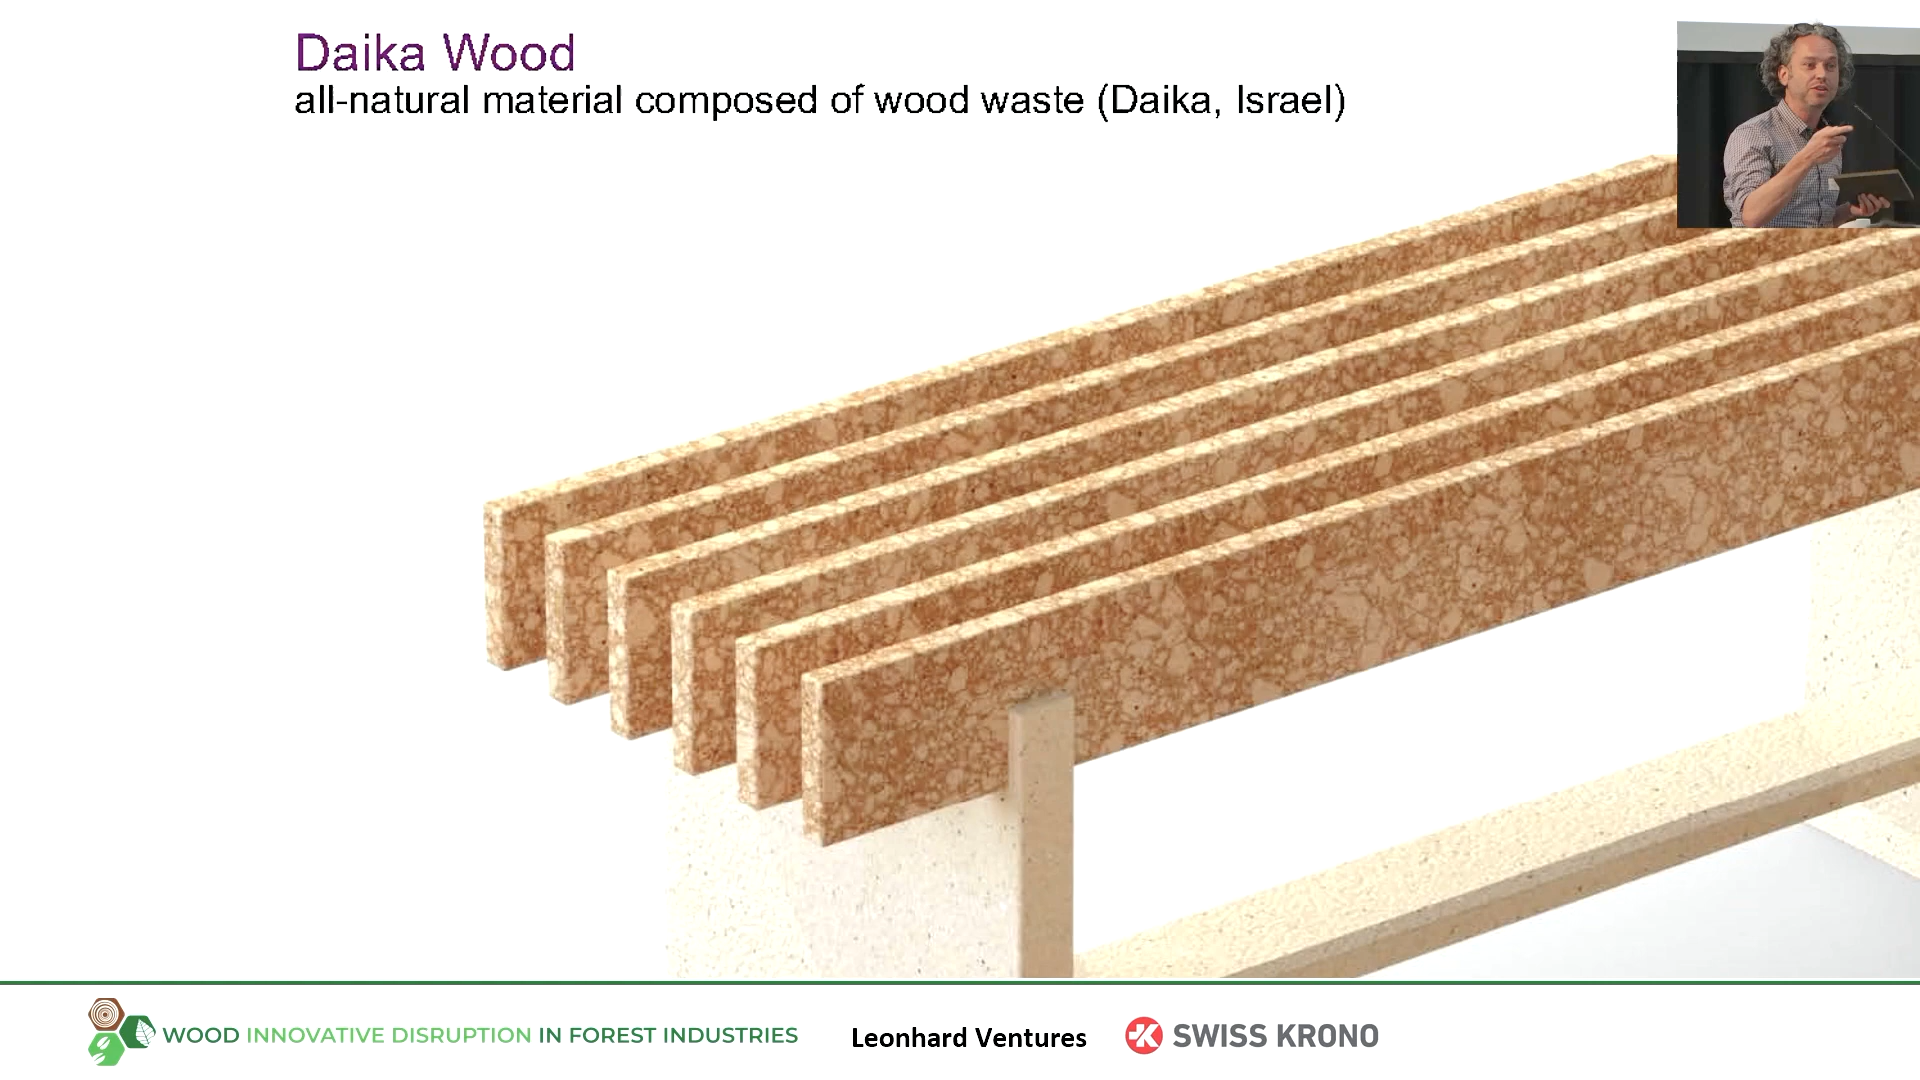 Daika Wood
all-natural material composed of wood waste (Daika, Israel)
WOOD INNOVATIVE DISRUPTION IN FOREST INDUSTRIES
Leonhard Ventures
SWISS KRONO